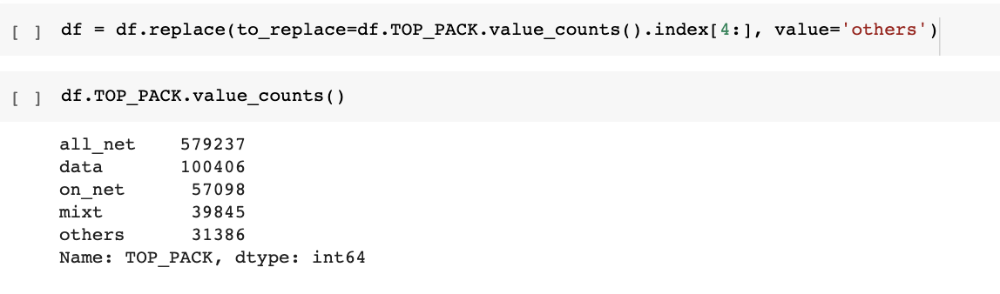 [ ] df = df.replace(to_replace=df.TOP_PACK.value_counts().index[4:], value='others')
[ ] df.TOP_PACK.value_counts()
all_net    579237
data       100406
on_net      57098
mixt        39845
others      31386
Name: TOP_PACK, dtype: int64